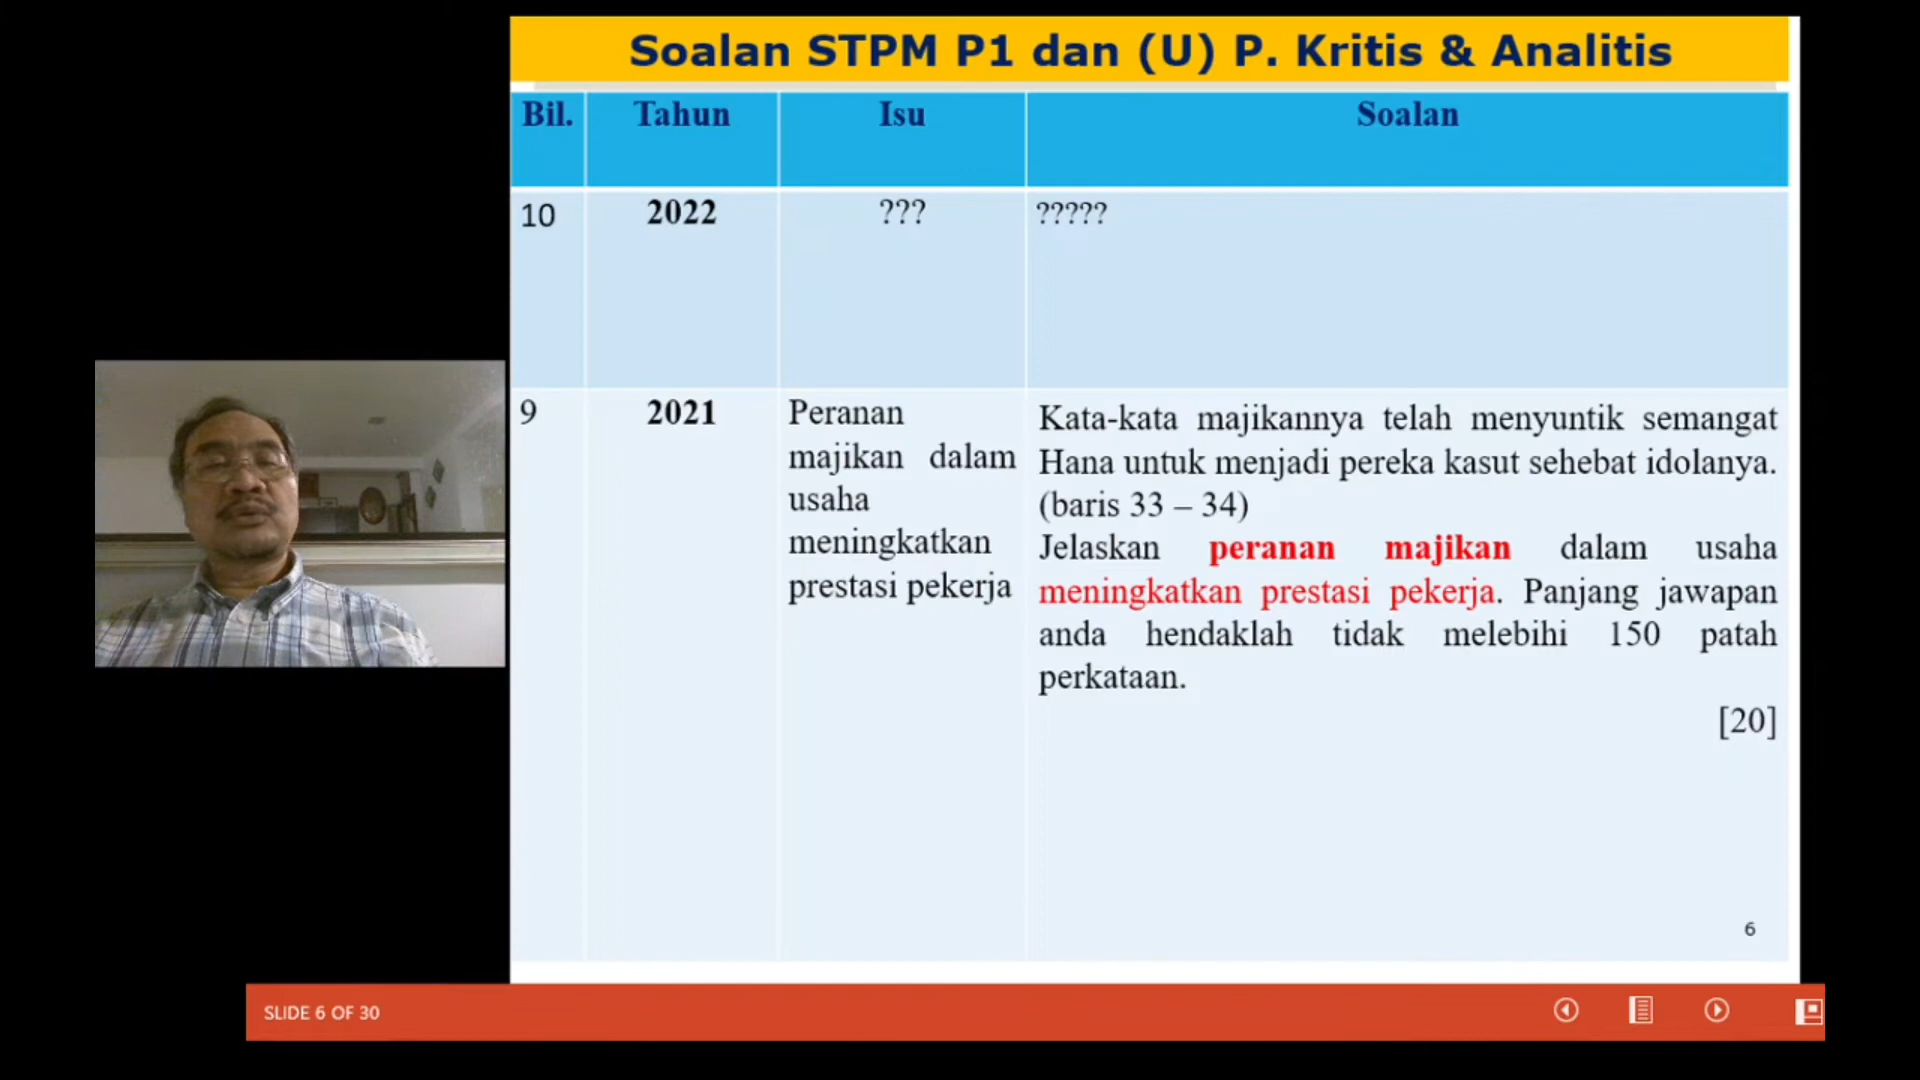 Soalan STPM P1 dan (U) P. Kritis & Analitis
Bil.
Tahun
Isu
Soalan
10
2022
???
?????
9
2021
Peranan
majikan dalam
usaha
meningkatkan
prestasi pekerja
Kata-kata majikannya telah menyuntik semangat
Hana untuk menjadi pereka kasut sehebat idolanya.
(baris 33 – 34)
Jelaskan peranan majikan dalam usaha
meningkatkan prestasi pekerja. Panjang jawapan
anda hendaklah tidak melebihi 150 patah
perkataan.
[20]
6
SLIDE 6 OF 30